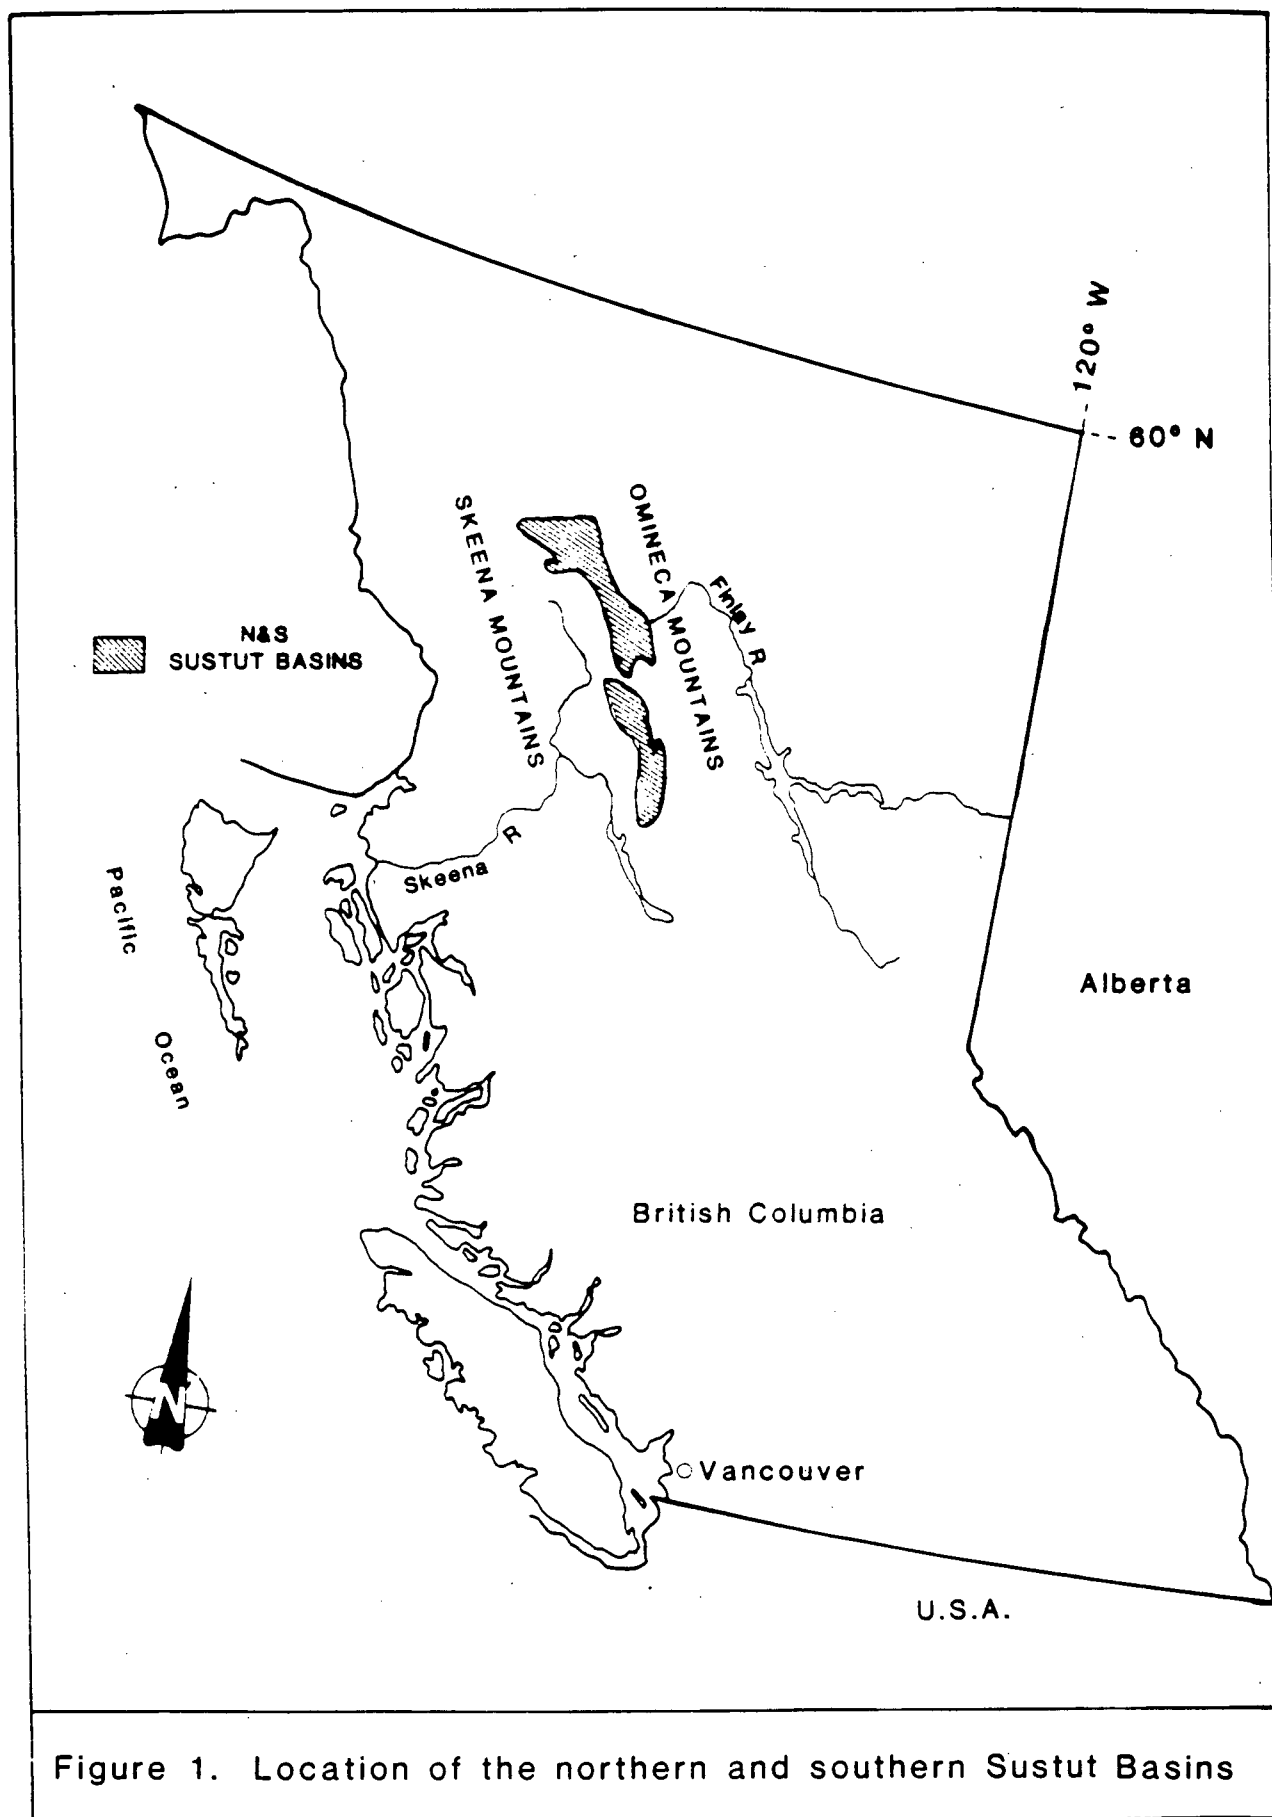 120° W
60° N
SKEENA MOUNTAINS
OMINECA MOUNTAINS
Finlay R
N&S
SUSTUT BASINS
Skeena R
Pacific
Ocean
Alberta
British Columbia
N
Vancouver
U.S.A.
Figure 1. Location of the northern and southern Sustut Basins